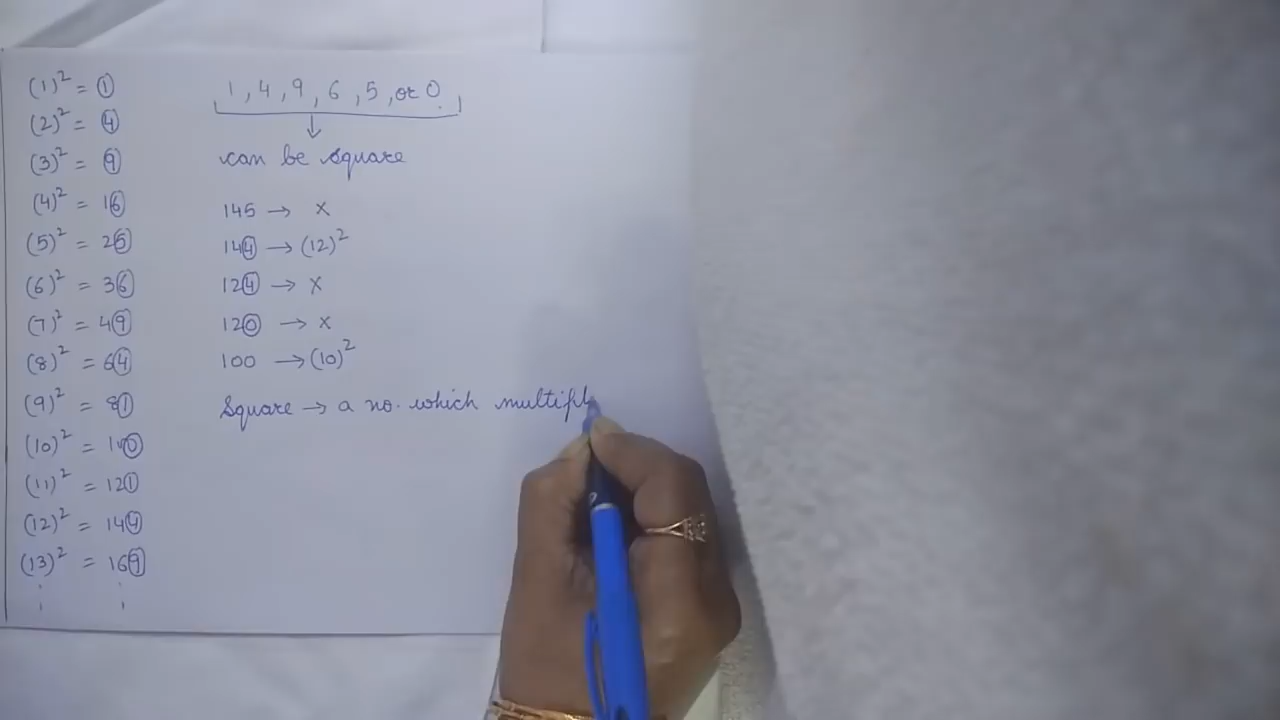 (1)² = 1
(2)² = 4
(3)² = 9
(4)² = 16
(5)² = 25
(6)² = 36
(7)² = 49
(8)² = 64
(9)² = 81
(10)² = 100
(11)² = 121
(12)² = 144
(13)² = 169
1, 4, 9, 6, 5, or 0
can be square
145 → x
144 → (12)²
124 → x
120 → x
100 → (10)²
Square → a no. which multipl